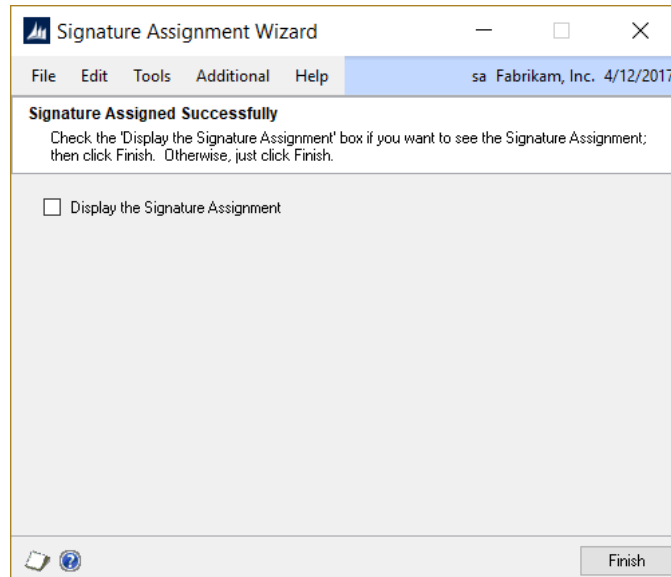 Signature Assignment Wizard
File Edit Tools Additional Help sa Fabrikam, Inc. 4/12/2017
Signature Assigned Successfully
Check the 'Display the Signature Assignment' box if you want to see the Signature Assignment;
then click Finish. Otherwise, just click Finish.
Display the Signature Assignment
Finish